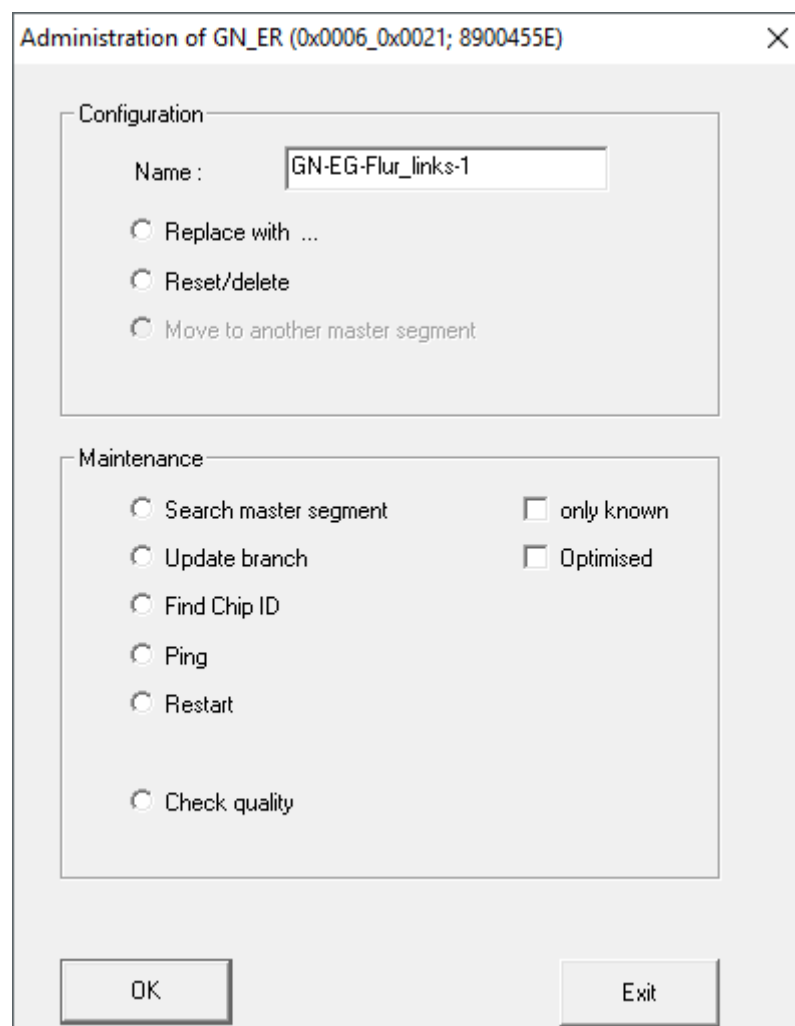 Administration of GN_ER (0x0006_0x0021; 8900455E)
Configuration
Name : GN-EG-Flur_links-1
Replace with ...
Reset/delete
Move to another master segment
Maintenance
Search master segment only known
Update branch Optimised
Find Chip ID
Ping
Restart
Check quality
OK Exit